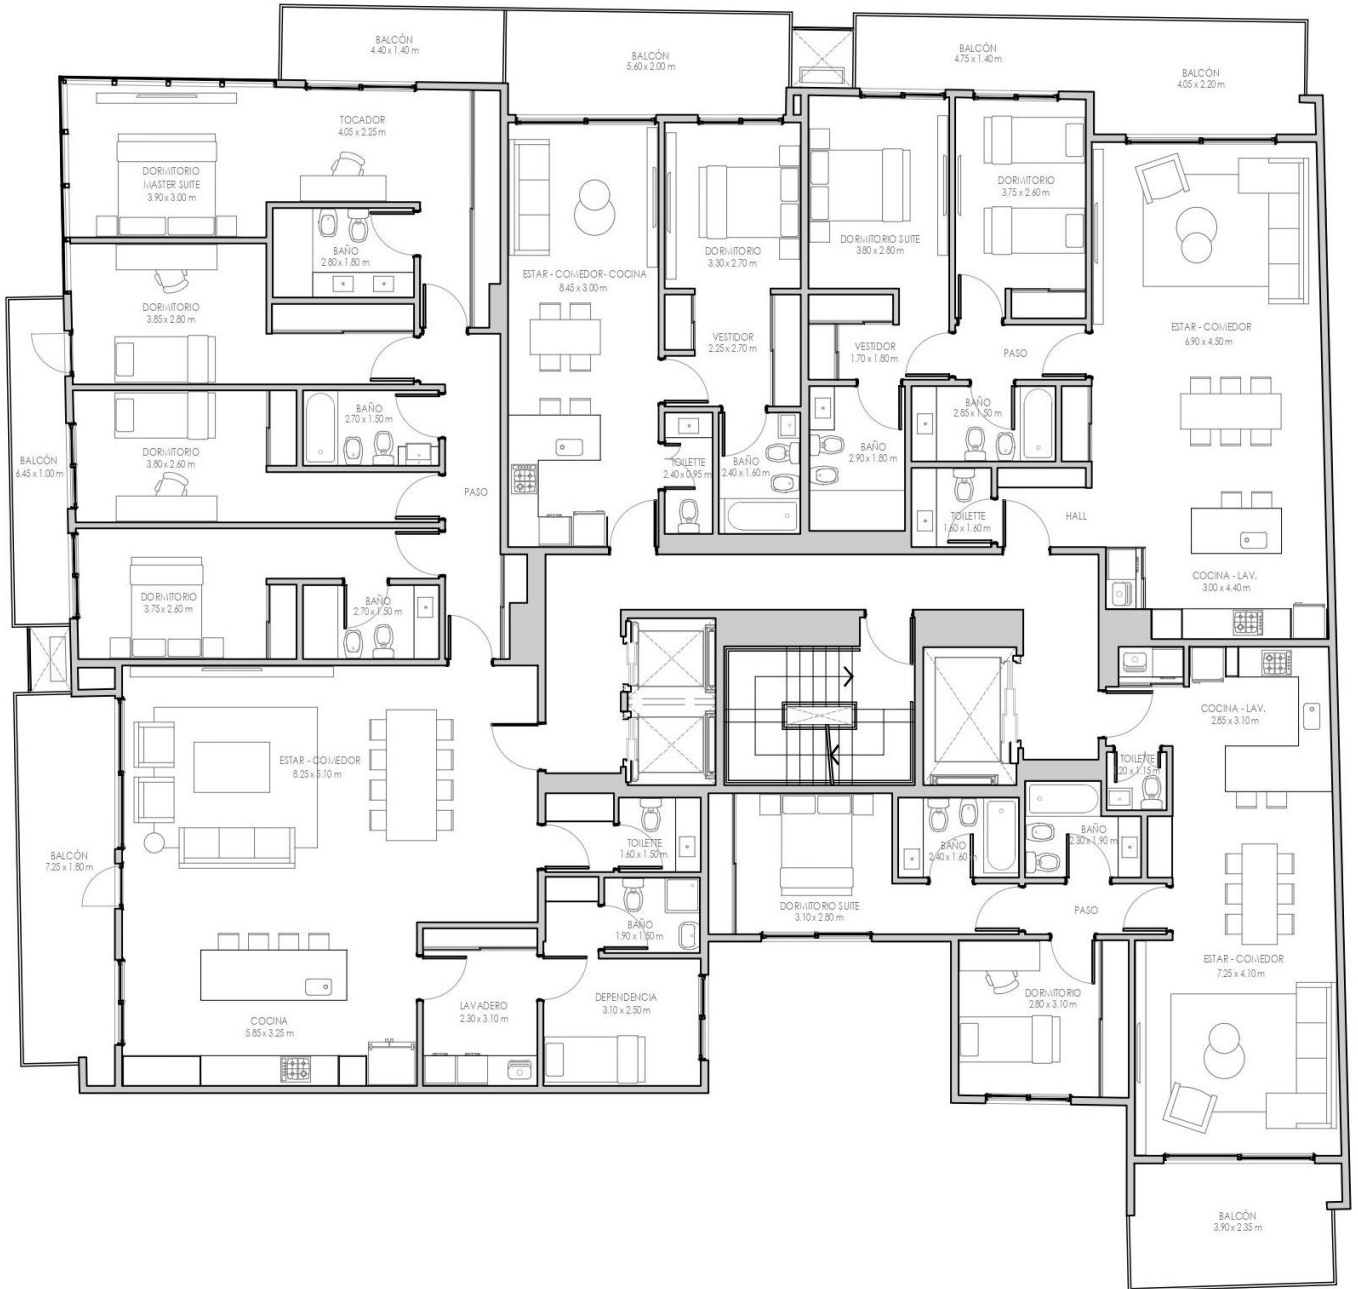 BALCÓN
4.40 x 1.40 m
BALCÓN
5.60 x 2.00 m
BALCÓN
4.75 x 1.40 m
BALCÓN
4.05 x 2.20 m
TOCADOR
4.05 x 2.25 m
DORMITORIO
MASTER SUITE
3.90 x 3.00 m
BAÑO
2.80 x 1.80 m
DORMITORIO
3.85 x 2.80 m
ESTAR - COMEDOR - COCINA
8.45 x 3.00 m
DORMITORIO
3.30 x 2.70 m
VESTIDOR
2.25 x 2.70 m
DORMITORIO SUITE
3.80 x 2.80 m
DORMITORIO
3.75 x 2.60 m
VESTIDOR
1.70 x 1.80 m
PASO
ESTAR - COMEDOR
6.90 x 4.50 m
BALCÓN
6.45 x 1.00 m
DORMITORIO
3.80 x 2.60 m
BAÑO
2.70 x 1.50 m
PASO
TOILETTE
2.40 x 0.95 m
BAÑO
2.40 x 1.60 m
BAÑO
2.90 x 1.80 m
BAÑO
2.85 x 1.50 m
TOILETTE
1.60 x 1.60 m
HALL
COCINA - LAV.
3.00 x 4.40 m
DORMITORIO
3.75 x 2.60 m
BAÑO
2.70 x 1.50 m
ESTAR - COMEDOR
8.25 x 5.10 m
COCINA - LAV.
2.85 x 3.10 m
TOILETTE
20 x 1.15 m
BALCÓN
7.25 x 1.80 m
TOILETTE
1.60 x 1.50 m
BAÑO
2.40 x 1.60 m
BAÑO
2.30 x 1.90 m
DORMITORIO SUITE
3.10 x 2.80 m
PASO
BAÑO
1.90 x 1.50 m
ESTAR - COMEDOR
7.25 x 4.10 m
COCINA
5.85 x 3.25 m
LAVADERO
2.30 x 3.10 m
DEPENDENCIA
3.10 x 2.50 m
DORMITORIO
2.80 x 3.10 m
BALCÓN
3.90 x 2.35 m